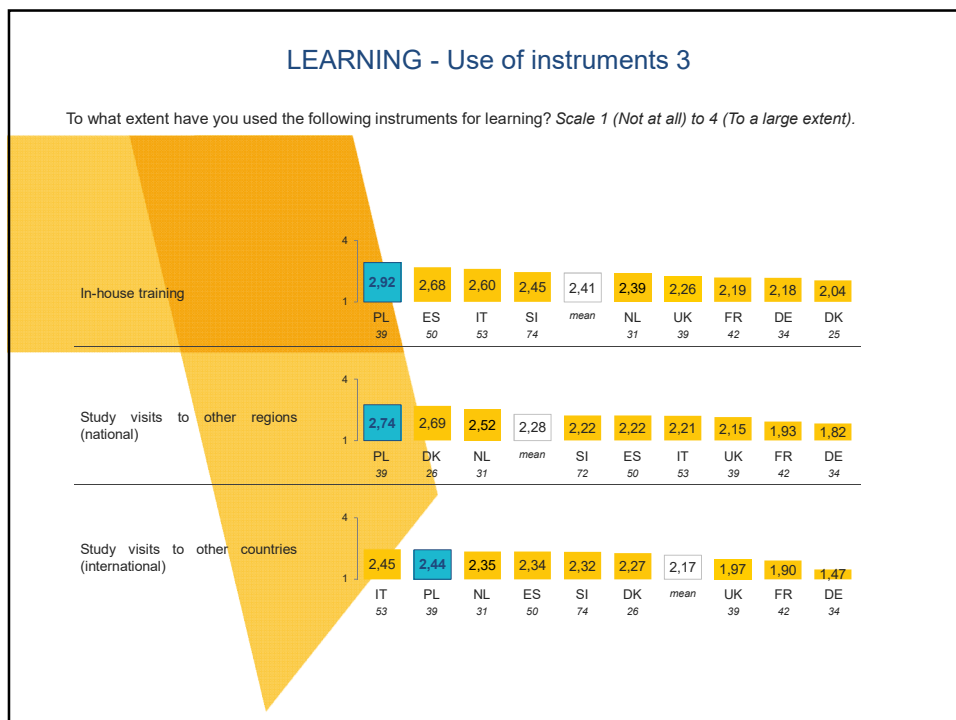 LEARNING - Use of instruments 3
To what extent have you used the following instruments for learning? Scale 1 (Not at all) to 4 (To a large extent).
In-house training
4
1
2,92 2,68 2,60 2,45 2,41 2,39 2,26 2,19 2,18 2,04
PL ES IT SI mean NL UK FR DE DK
39 50 53 74 31 39 42 34 25
Study visits to other regions
(national)
4
1
2,74 2,69 2,52 2,28 2,22 2,22 2,21 2,15 1,93 1,82
PL DK NL mean SI ES IT UK FR DE
39 26 31 72 50 53 39 42 34
Study visits to other countries
(international)
4
1
2,45 2,44 2,35 2,34 2,32 2,27 2,17 1,97 1,90 1,47
IT PL NL ES SI DK mean UK FR DE
53 39 31 50 74 26 39 42 34